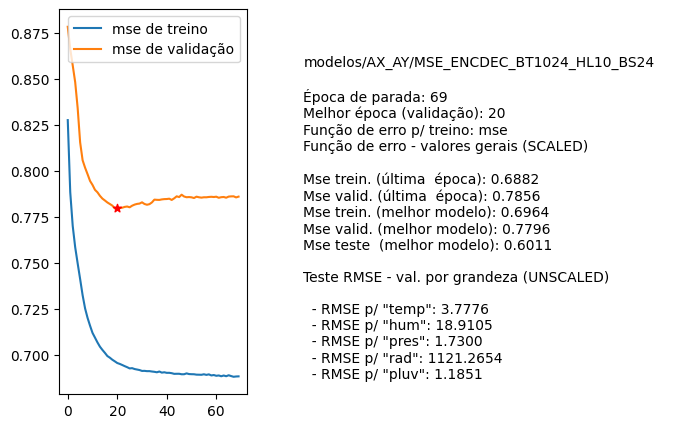 mse de treino
mse de validação
0.875
0.850
0.825
0.800
0.775
0.750
0.725
0.700
0
20
40
60
modelos/AX_AY/MSE_ENCDEC_BT1024_HL10_BS24
Época de parada: 69
Melhor época (validação): 20
Função de erro p/ treino: mse
Função de erro - valores gerais (SCALED)
Mse trein. (última  época): 0.6882
Mse valid. (última  época): 0.7856
Mse trein. (melhor modelo): 0.6964
Mse valid. (melhor modelo): 0.7796
Mse teste  (melhor modelo): 0.6011
Teste RMSE - val. por grandeza (UNSCALED)
- RMSE p/ "temp": 3.7776
- RMSE p/ "hum": 18.9105
- RMSE p/ "pres": 1.7300
- RMSE p/ "rad": 1121.2654
- RMSE p/ "pluv": 1.1851